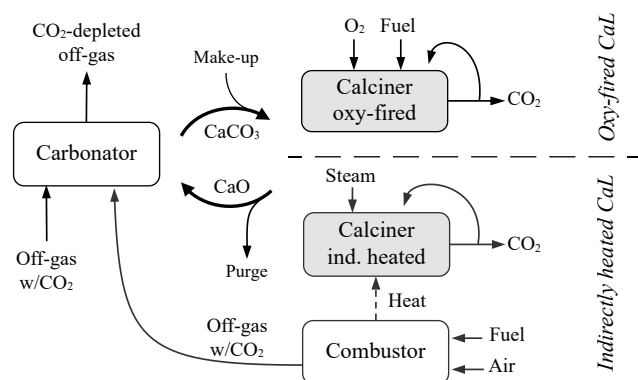 CO₂-depleted
off-gas
Make-up
CaCO₃
Carbonator
CaO
Purge
Off-gas
w/CO₂
O₂
Fuel
Calciner
oxy-fired
CO₂
Oxy-fired CaL
Steam
Calciner
ind. heated
CO₂
Heat
Off-gas
w/CO₂
Combustor
Fuel
Air
Indirectly heated CaL